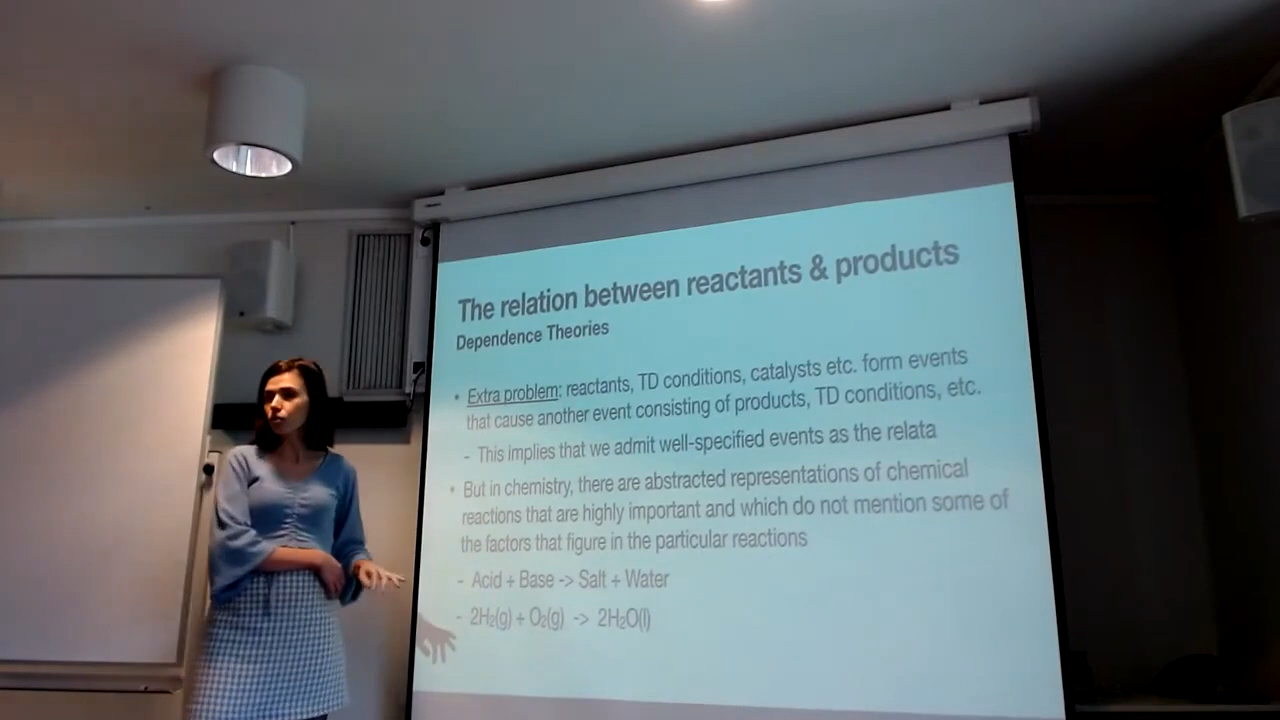 The relation between reactants & products
Dependence Theories
• Extra problem: reactants, TD conditions, catalysts etc. form events
that cause another event consisting of products, TD conditions, etc.
- This implies that we admit well-specified events as the relata
• But in chemistry, there are abstracted representations of chemical
reactions that are highly important and which do not mention some of
the factors that figure in the particular reactions
- Acid + Base -> Salt + Water
- 2H₂(g) + O₂(g) -> 2H₂O(l)